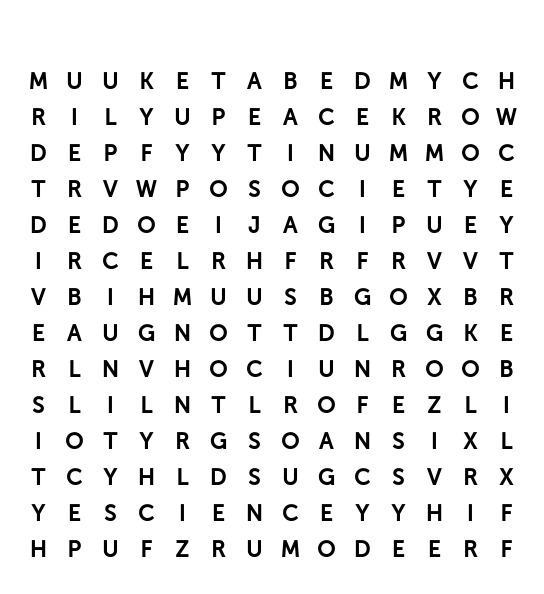 M U U K E T A B E D M Y C H
R I L Y U P E A C E K R O W
D E P F Y Y T I N U M M O C
T R V W P O S O C I E T Y E
D E D O E I J A G I P U E Y
I R C E L R H F R F R V V T
V B I H M U U S B G O X B R
E A U G N O T T D L G G K E
R L N V H O C I U N R O O B
S L I L N T L R O F E Z L I
I O T Y R G S O A N S I X L
T C Y H L D S U G C S V R X
Y E S C I E N C E Y Y H I F
H P U F Z R U M O D E E R F